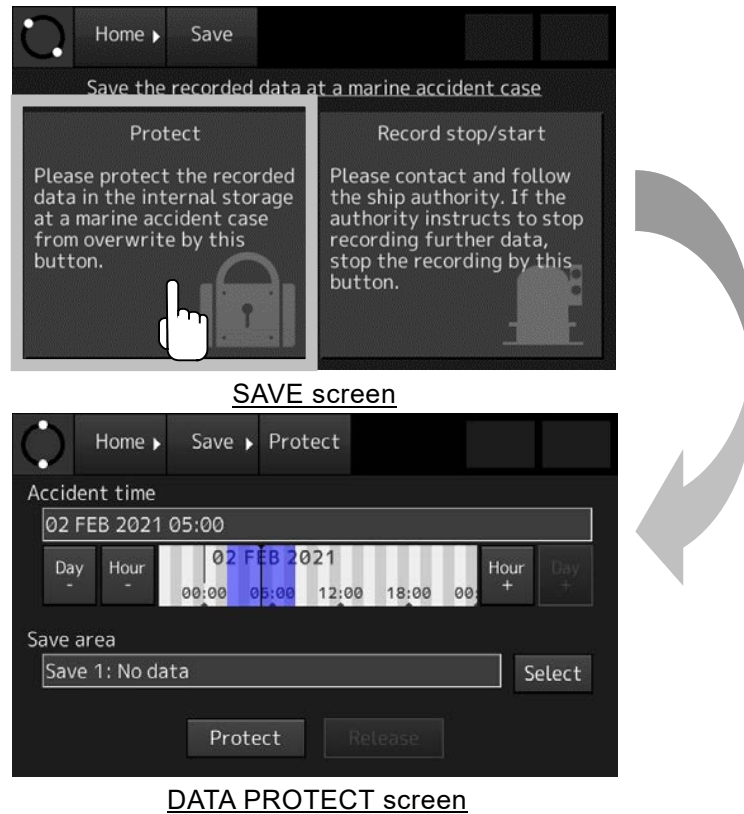 Home Save
Save the recorded data at a marine accident case
Protect
Please protect the recorded
data in the internal storage
at a marine accident case
from overwrite by this
button.
Record stop/start
Please contact and follow
the ship authority. If the
authority instructs to stop
recording further data,
stop the recording by this
button.
SAVE screen
Home Save Protect
Accident time
02 FEB 2021 05:00
Day
-
Hour
-
02 FEB 2021
00:00 06:00 12:00 18:00 00:
Hour
+
Day
+
Save area
Save 1: No data
Select
Protect Release
DATA PROTECT screen